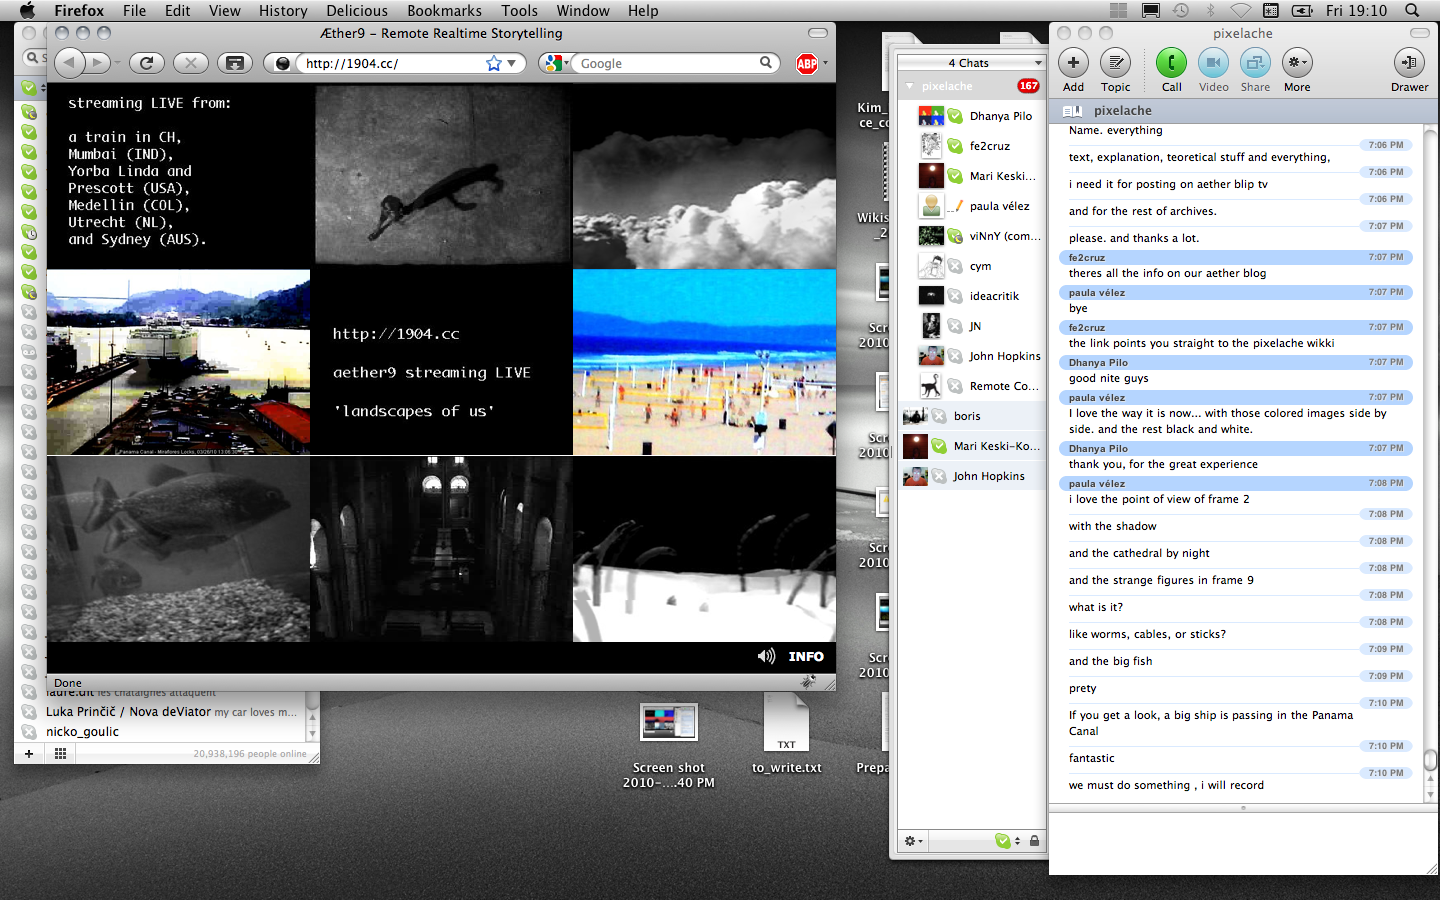 Firefox File Edit View History Delicious Bookmarks Tools Window Help
Fri 19:10
Æther9 – Remote Realtime Storytelling
http://1904.cc/
Google
ABP
streaming LIVE from:
a train in CH,
Mumbai (IND),
Yorba Linda and
Prescott (USA),
Medellin (COL),
Utrecht (NL),
and Sydney (AUS).
http://1904.cc
aether9 streaming LIVE
'landscapes of us'
Panama Canal - Miraflores Locks,
INFO
Done
laure.dit les chataignes attaquent
Luka Prinčič / Nova deViator my car loves m...
nicko_goulic
20,938,196 people online
Screen shot
2010-....40 PM
TXT
to_write.txt
Prepa
Kim_
ce_co
Wikis
_2
Scr
2010
Scr
2010
Scr
2010
Scr
2010
4 Chats
pixelache
167
Dhanya Pilo
fe2cruz
Mari Keski...
paula vélez
viNnY (com...
cym
ideacritik
JN
John Hopkins
Remote Co...
boris
Mari Keski-Ko...
John Hopkins
pixelache
Add Topic Call Video Share More Drawer
pixelache
Name. everything
7:06 PM
text, explanation, teoretical stuff and everything,
7:06 PM
i need it for posting on aether blip tv
7:06 PM
and for the rest of archives.
7:07 PM
please. and thanks a lot.
fe2cruz 7:07 PM
theres all the info on our aether blog
paula vélez 7:07 PM
bye
fe2cruz 7:07 PM
the link points you straight to the pixelache wikki
Dhanya Pilo 7:07 PM
good nite guys
paula vélez 7:07 PM
I love the way it is now... with those colored images side by
side. and the rest black and white.
Dhanya Pilo 7:07 PM
thank you, for the great experience
paula vélez 7:08 PM
i love the point of view of frame 2
7:08 PM
with the shadow
7:08 PM
and the cathedral by night
7:08 PM
and the strange figures in frame 9
7:08 PM
what is it?
7:08 PM
like worms, cables, or sticks?
7:09 PM
and the big fish
7:09 PM
prety
7:10 PM
If you get a look, a big ship is passing in the Panama
Canal
7:10 PM
fantastic
7:10 PM
we must do something , i will record